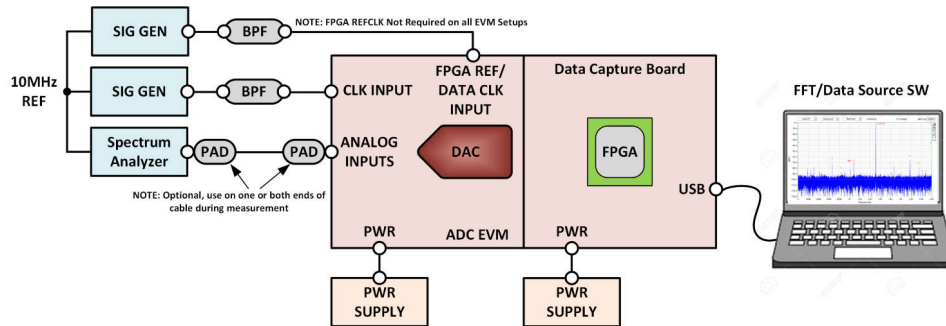 NOTE: FPGA REFCLK Not Required on all EVM Setups
SIG GEN
BPF
10MHz
REF
SIG GEN
BPF
CLK INPUT
FPGA REF/
DATA CLK
INPUT
Data Capture Board
FFT/Data Source SW
Spectrum
Analyzer
PAD
PAD
ANALOG
INPUTS
DAC
FPGA
USB
NOTE: Optional, use on one or both ends of
cable during measurement
PWR
ADC EVM
PWR
PWR
SUPPLY
PWR
SUPPLY